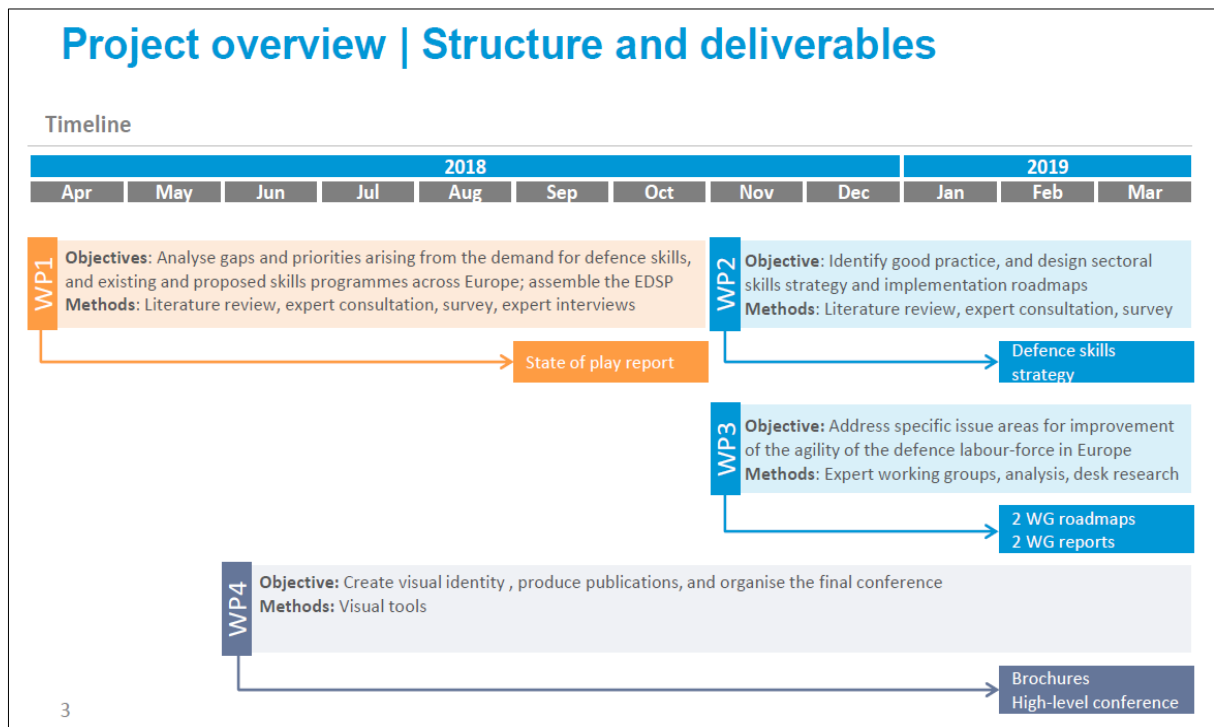 Project overview | Structure and deliverables
Timeline
2018
2019
Apr
May
Jun
Jul
Aug
Sep
Oct
Nov
Dec
Jan
Feb
Mar
WP1
Objectives: Analyse gaps and priorities arising from the demand for defence skills,
and existing and proposed skills programmes across Europe; assemble the EDSP
Methods: Literature review, expert consultation, survey, expert interviews
State of play report
WP2
Objective: Identify good practice, and design sectoral
skills strategy and implementation roadmaps
Methods: Literature review, expert consultation, survey
Defence skills
strategy
WP3
Objective: Address specific issue areas for improvement
of the agility of the defence labour-force in Europe
Methods: Expert working groups, analysis, desk research
2 WG roadmaps
2 WG reports
WP4
Objective: Create visual identity , produce publications, and organise the final conference
Methods: Visual tools
Brochures
High-level conference
3